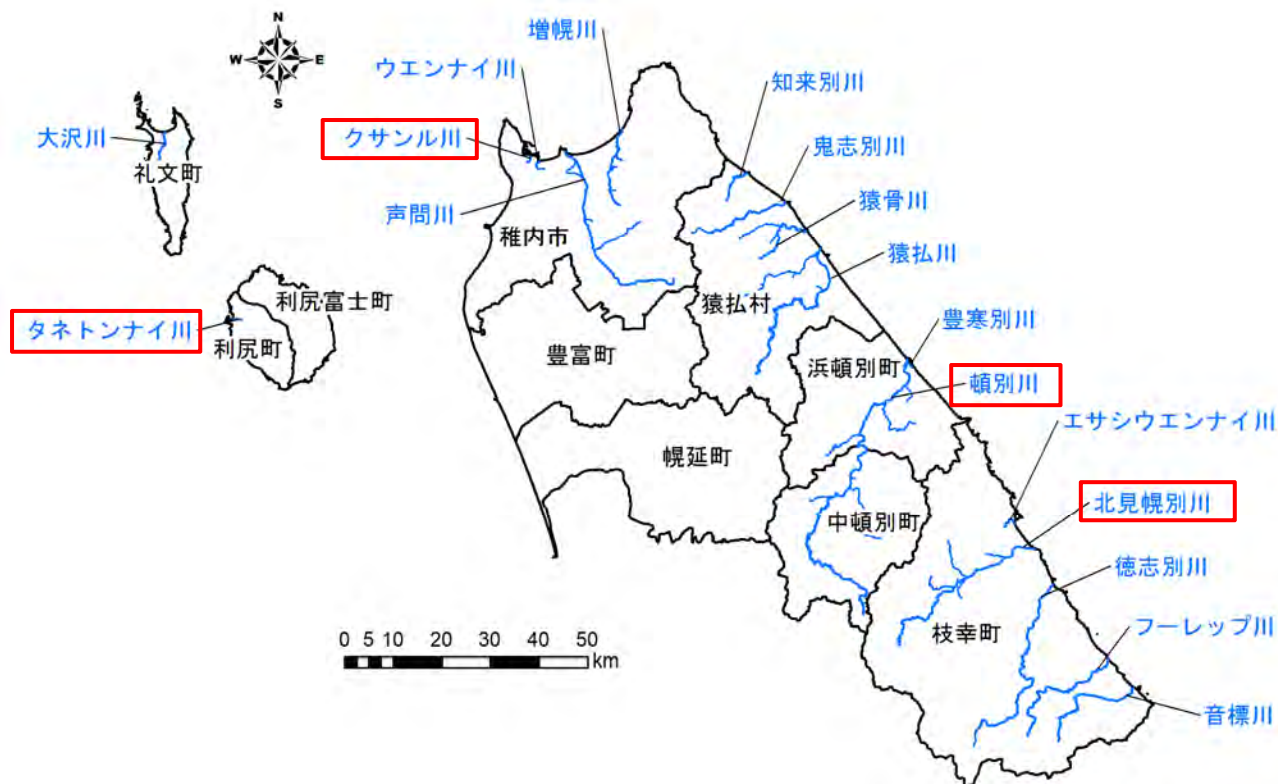 増幌川
ウエンナイ川
クサンル川
知来別川
大沢川
礼文町
鬼志別川
猿骨川
声問川
稚内市
猿払川
利尻富士町
猿払村
タネトンナイ川
利尻町
豊寒別川
豊富町
浜頓別町
頓別川
エサシウエンナイ川
幌延町
北見幌別川
中頓別町
徳志別川
枝幸町
フーレップ川
音標川
N
W E
S
0 5 10 20 30 40 50
km